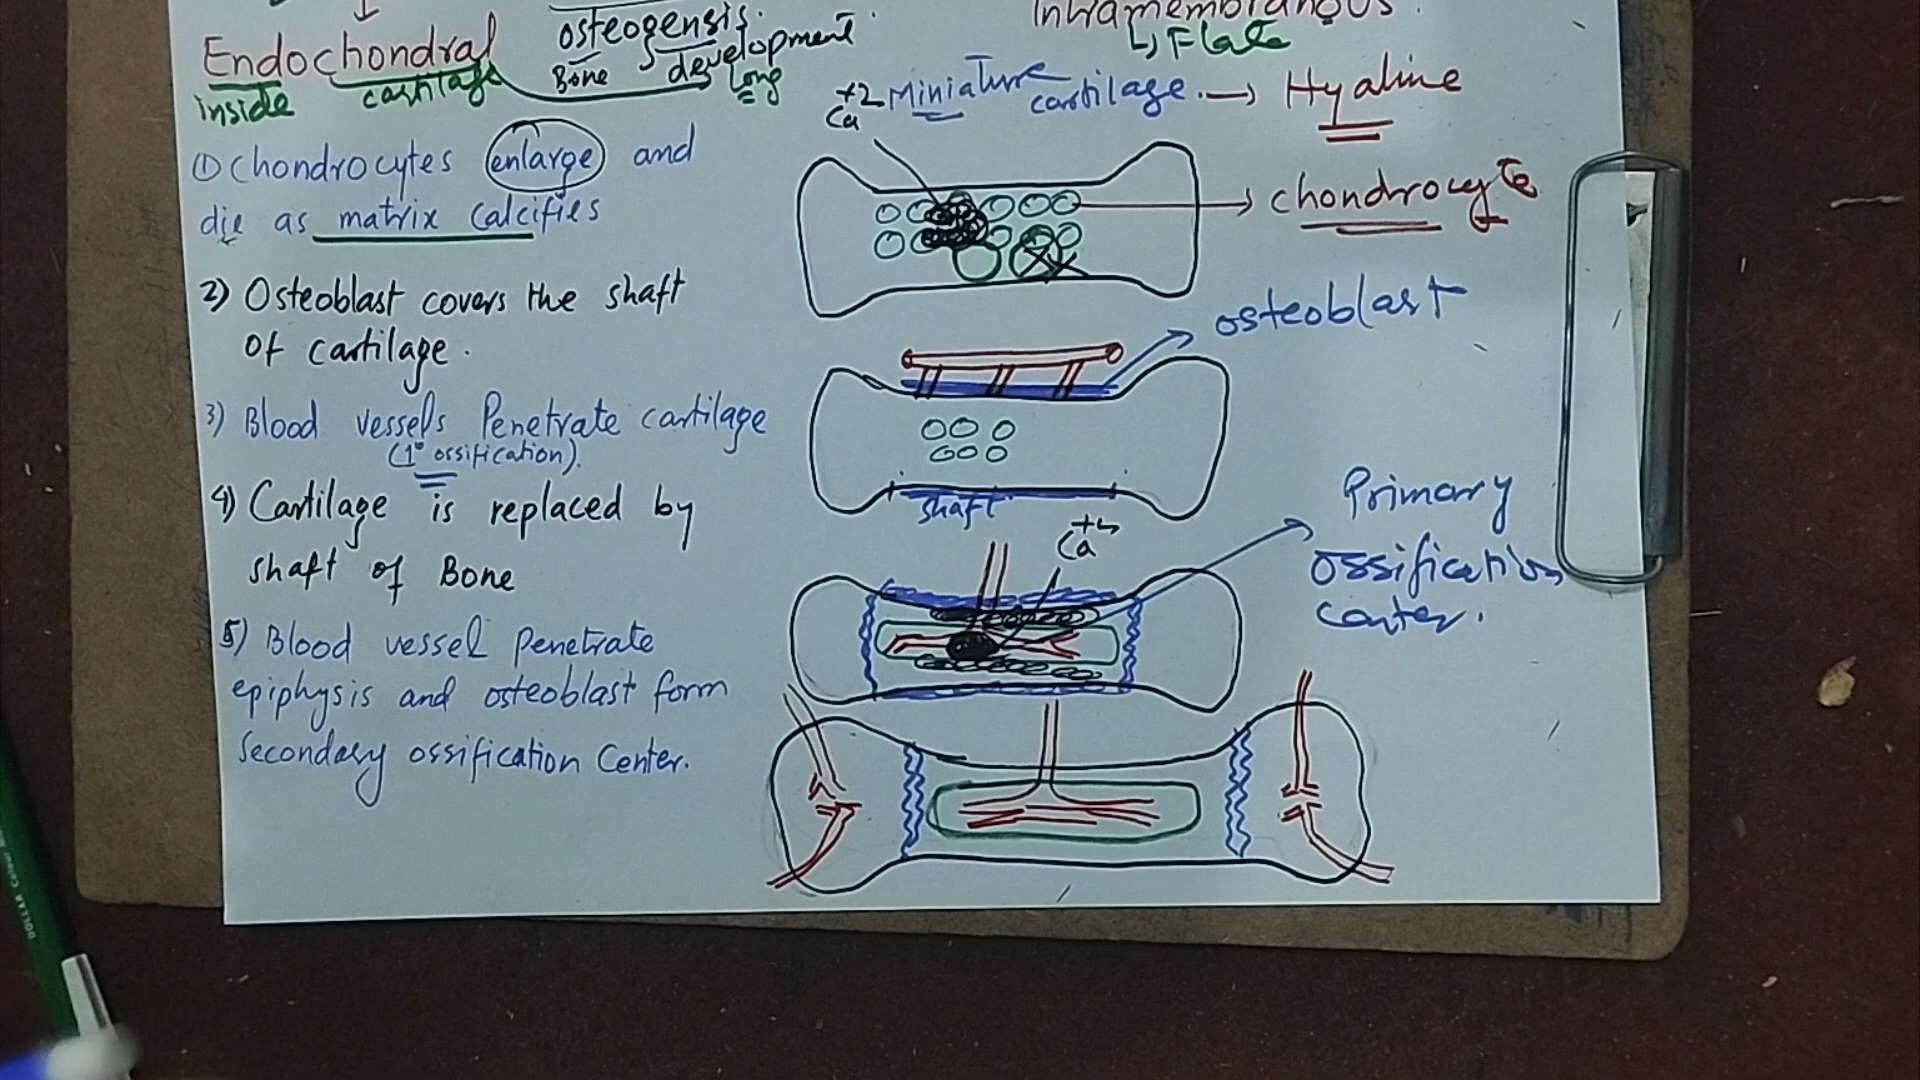 osteogensis.
Bone development
Endochondral
inside cartilage
long
Intramembranous.
↳ Flate
Miniature cartilage. → Hyaline
Ca+2
① Chondrocytes enlarge and
die as matrix calcifies
chondrocyte
2) Osteoblast covers the shaft
of cartilage.
osteoblast
3) Blood vessels Penetrate cartilage
(1° ossification).
shaft
4) Cartilage is replaced by
shaft of Bone
Primary
ossification
center.
5) Blood vessel penetrate
epiphysis and osteoblast form
Secondary ossification Center.
DOLLAR